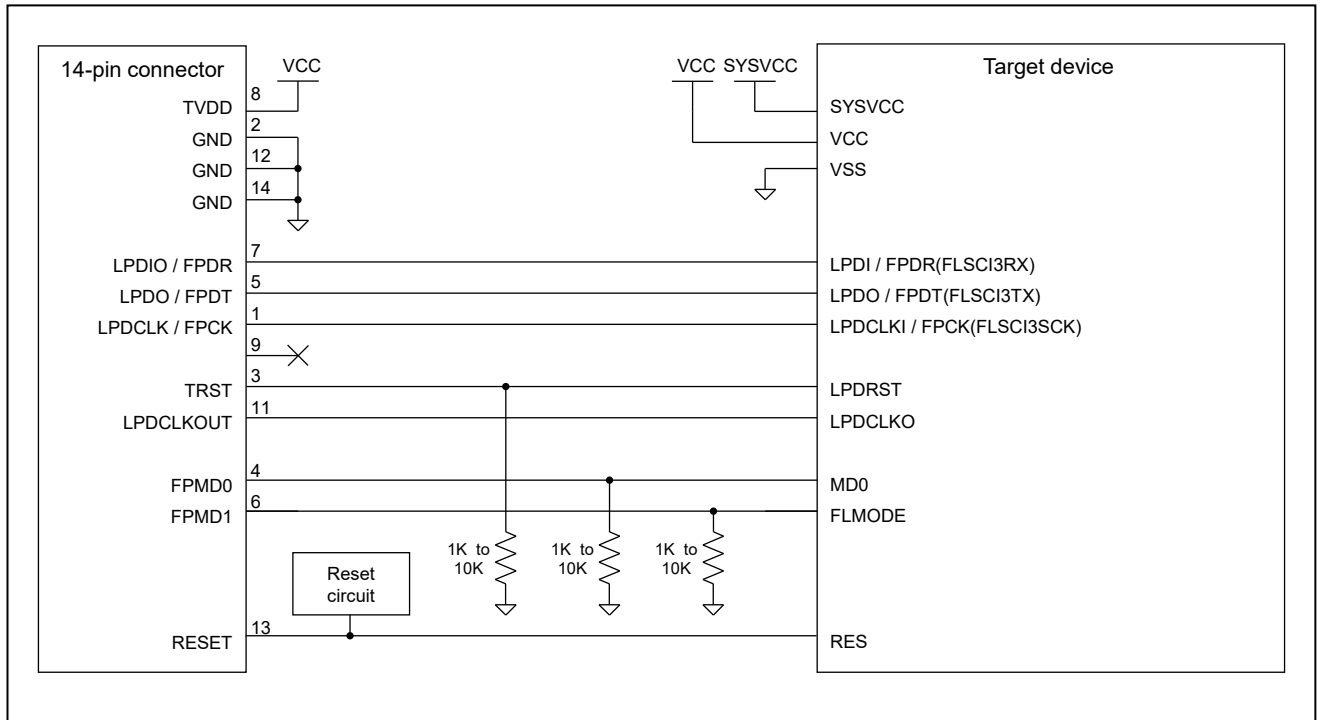 14-pin connector
VCC
VCC SYSVCC
Target device
TVDD 8
SYSVCC
GND 2
VCC
GND 12
VSS
GND 14
LPDIO / FPDR 7
LPDI / FPDR(FLSCI3RX)
LPDO / FPDT 5
LPDO / FPDT(FLSCI3TX)
LPDCLK / FPCK 1
LPDCLKI / FPCK(FLSCI3SCK)
9
TRST 3
LPDRST
LPDCLKOUT 11
LPDCLKO
FPMD0 4
MD0
FPMD1 6
FLMODE
1K to
10K
1K to
10K
1K to
10K
Reset
circuit
RESET 13
RES